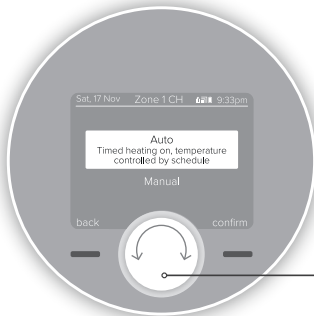 Sat, 17 Nov Zone 1 CH 9:33pm
Auto
Timed heating on, temperature
controlled by schedule
Manual
back confirm